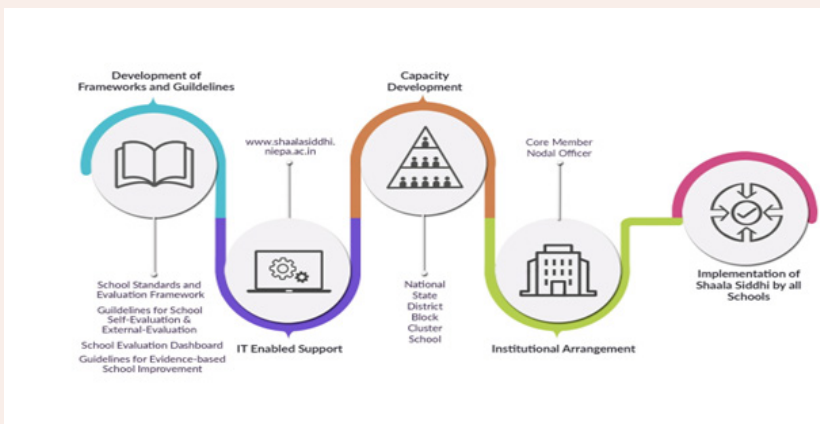 Development of
Frameworks and Guildelines
School Standards and
Evaluation Framework
Guildelines for School
Self-Evaluation &
External-Evaluation
School Evaluation Dashboard
Guidelines for Evidence-based
School Improvement
www.shaalasiddhi.
niepa.ac.in
IT Enabled Support
Capacity
Development
National
State
District
Block
Cluster
School
Core Member
Nodal Officer
Institutional Arrangement
Implementation of
Shaala Siddhi by all
Schools